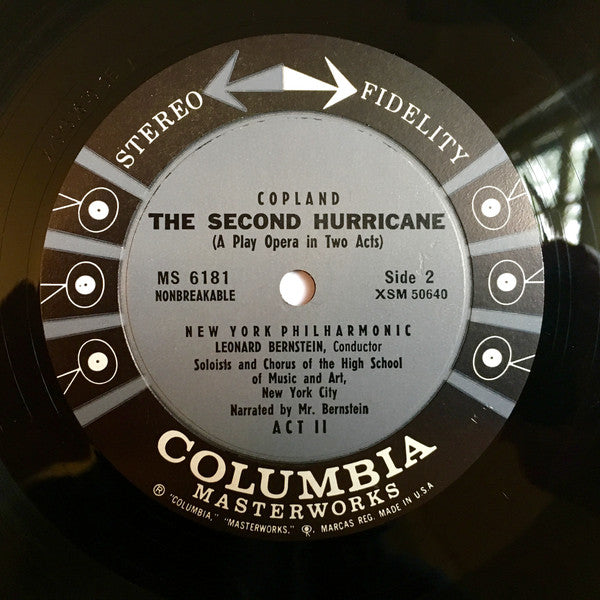 STEREO FIDELITY
COPLAND
THE SECOND HURRICANE
(A Play Opera in Two Acts)
MS 6181
NONBREAKABLE
Side 2
XSM 50640
NEW YORK PHILHARMONIC
LEONARD BERNSTEIN, Conductor
Soloists and Chorus of the High School
of Music and Art,
New York City
Narrated by Mr. Bernstein
ACT II
COLUMBIA
MASTERWORKS
® "COLUMBIA," "MASTERWORKS," MARCAS REG. MADE IN U.S.A